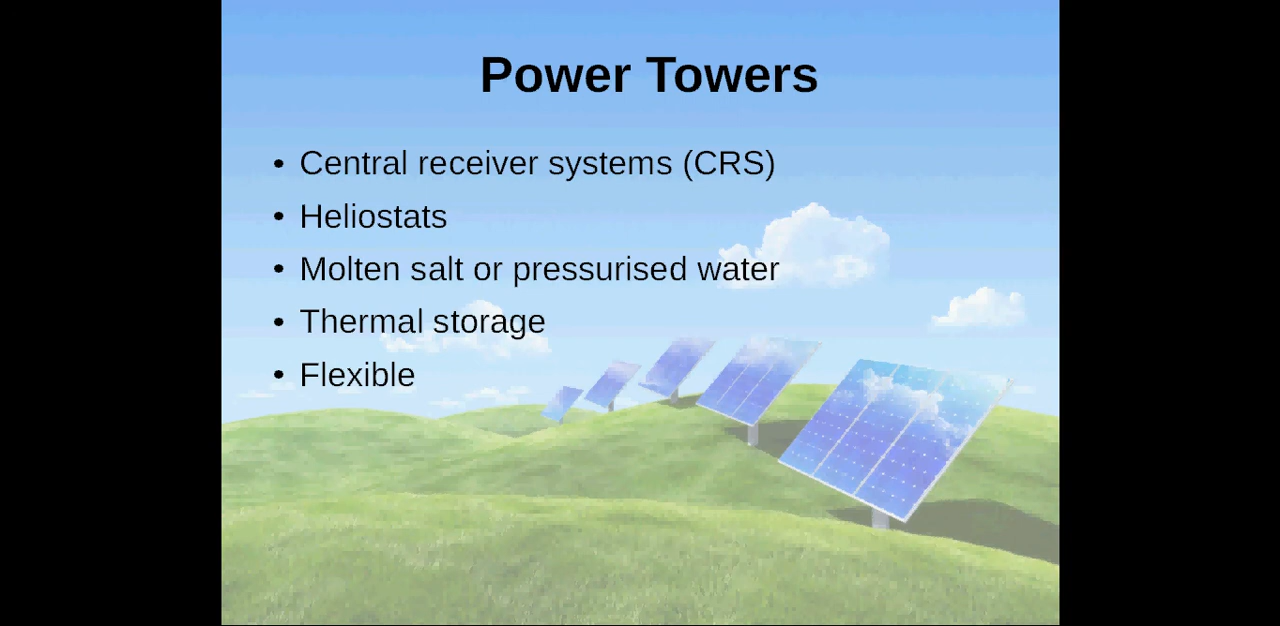 Power Towers
• Central receiver systems (CRS)
• Heliostats
• Molten salt or pressurised water
• Thermal storage
• Flexible